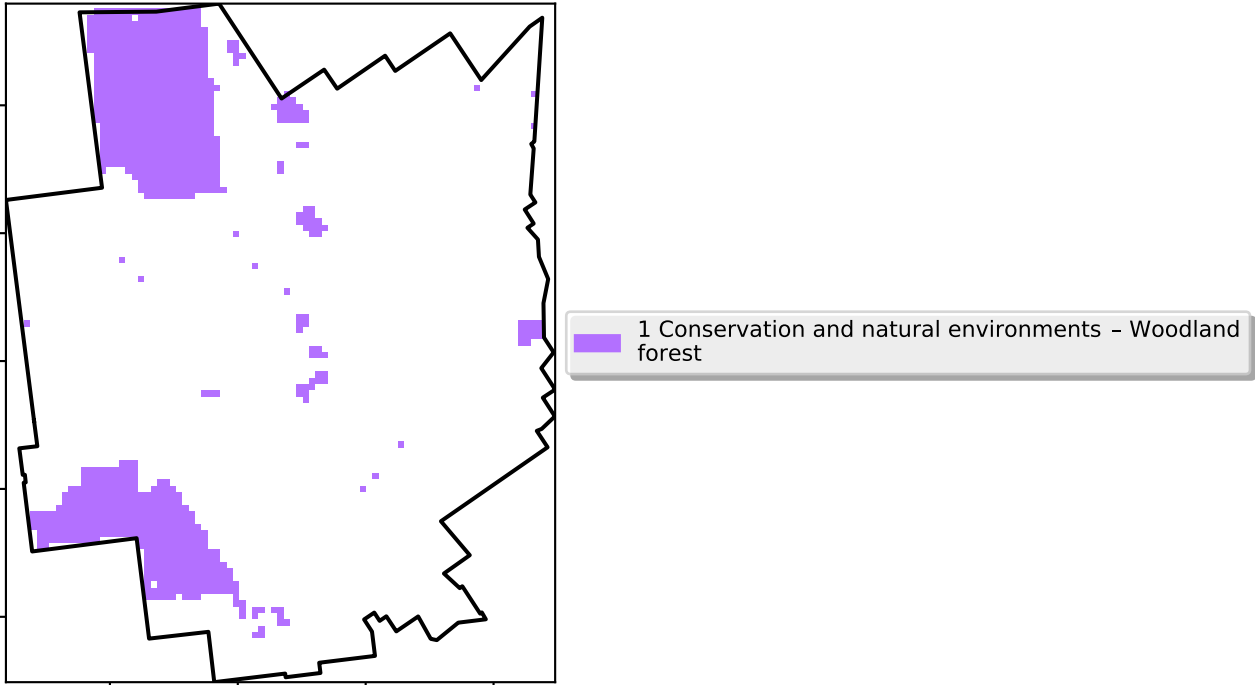 1 Conservation and natural environments – Woodland
forest